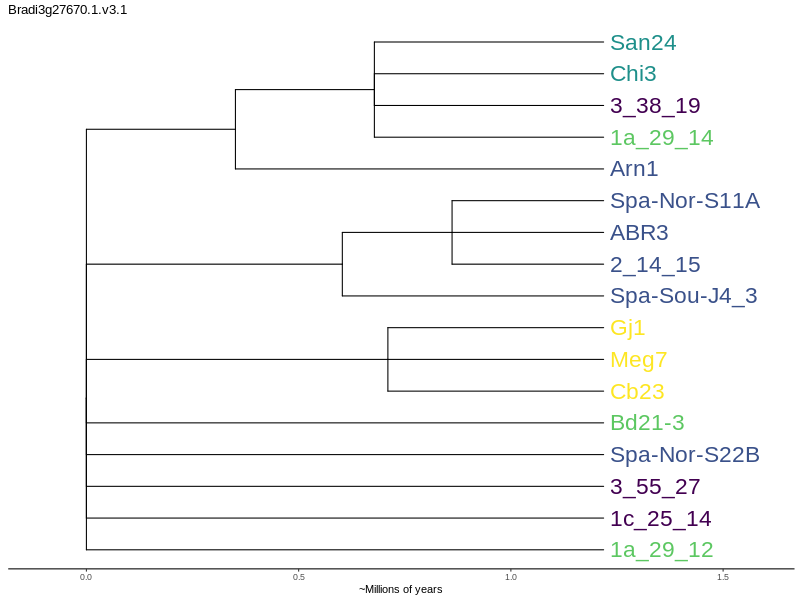 Bradi3g27670.1.v3.1
San24
Chi3
3_38_19
1a_29_14
Arn1
Spa-Nor-S11A
ABR3
2_14_15
Spa-Sou-J4_3
Gj1
Meg7
Cb23
Bd21-3
Spa-Nor-S22B
3_55_27
1c_25_14
1a_29_12
0.0 0.5 1.0 1.5
~Millions of years